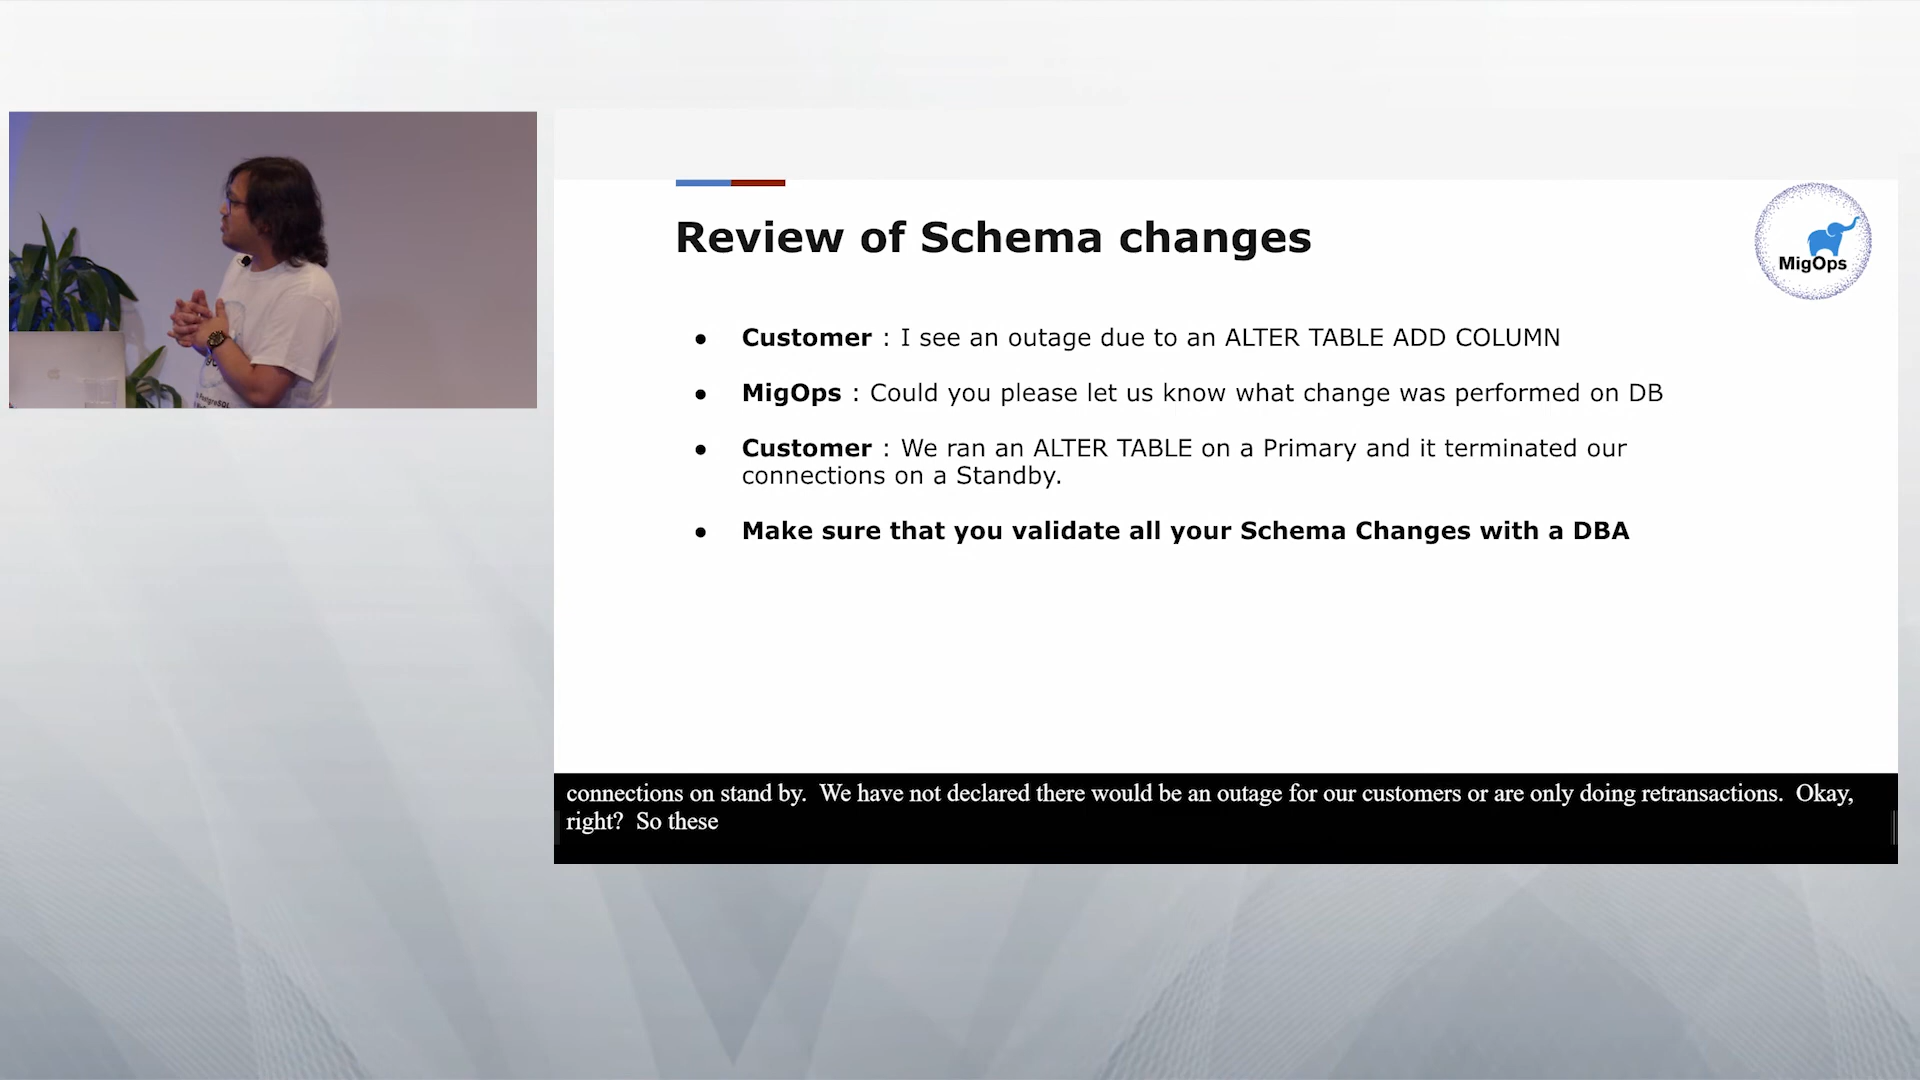 Review of Schema changes
MigOps
● Customer : I see an outage due to an ALTER TABLE ADD COLUMN
● MigOps : Could you please let us know what change was performed on DB
● Customer : We ran an ALTER TABLE on a Primary and it terminated our
connections on a Standby.
● Make sure that you validate all your Schema Changes with a DBA
connections on stand by.  We have not declared there would be an outage for our customers or are only doing retransactions.  Okay,
right?  So these